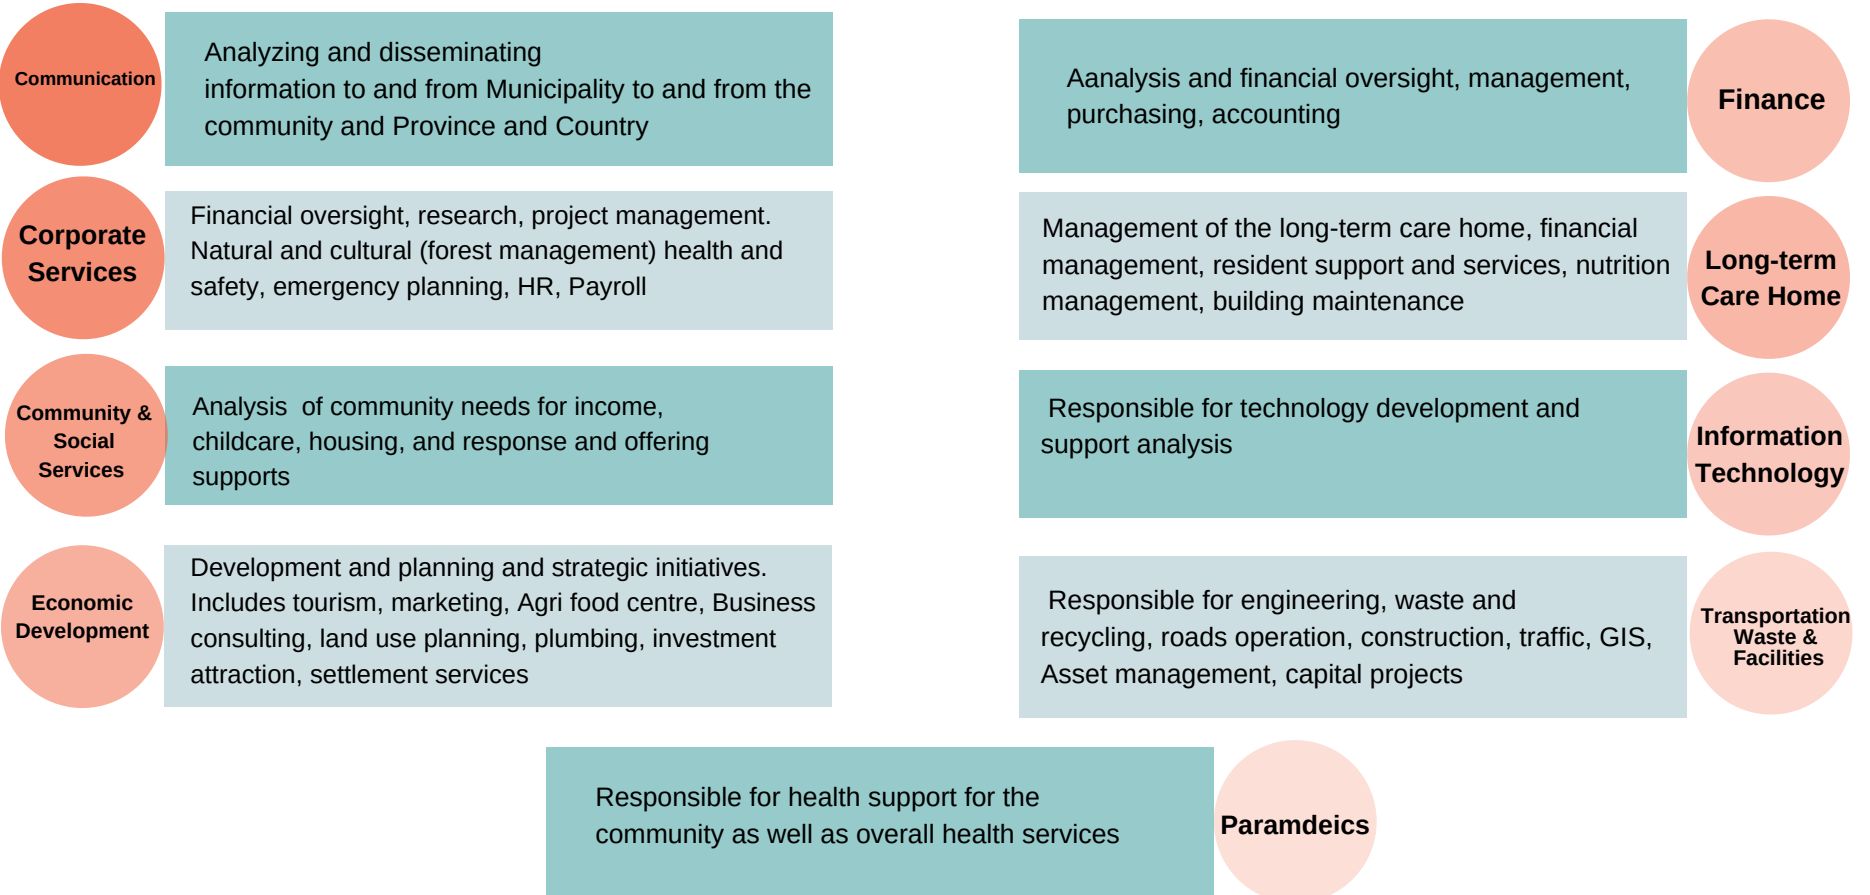 Communication
Analyzing and disseminating
information to and from Municipality to and from the
community and Province and Country
Corporate
Services
Financial oversight, research, project management.
Natural and cultural (forest management) health and
safety, emergency planning, HR, Payroll
Community &
Social
Services
Analysis  of community needs for income,
childcare, housing, and response and offering
supports
Economic
Development
Development and planning and strategic initiatives.
Includes tourism, marketing, Agri food centre, Business
consulting, land use planning, plumbing, investment
attraction, settlement services
Aanalysis and financial oversight, management,
purchasing, accounting
Finance
Management of the long-term care home, financial
management, resident support and services, nutrition
management, building maintenance
Long-term
Care Home
Responsible for technology development and
support analysis
Information
Technology
Responsible for engineering, waste and
recycling, roads operation, construction, traffic, GIS,
Asset management, capital projects
Transportation
Waste &
Facilities
Responsible for health support for the
community as well as overall health services
Paramdeics